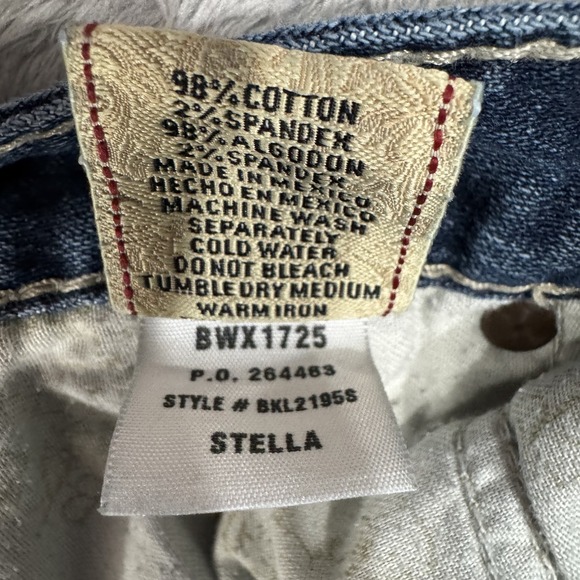 98% COTTON
2% SPANDEX
98% ALGODON
2% SPANDEX
MADE IN MEXICO
HECHO EN MEXICO
MACHINE WASH
SEPARATELY
COLD WATER
DO NOT BLEACH
TUMBLE DRY MEDIUM
WARM IRON
BWX1725
P.O. 264463
STYLE # BKL2195S
STELLA